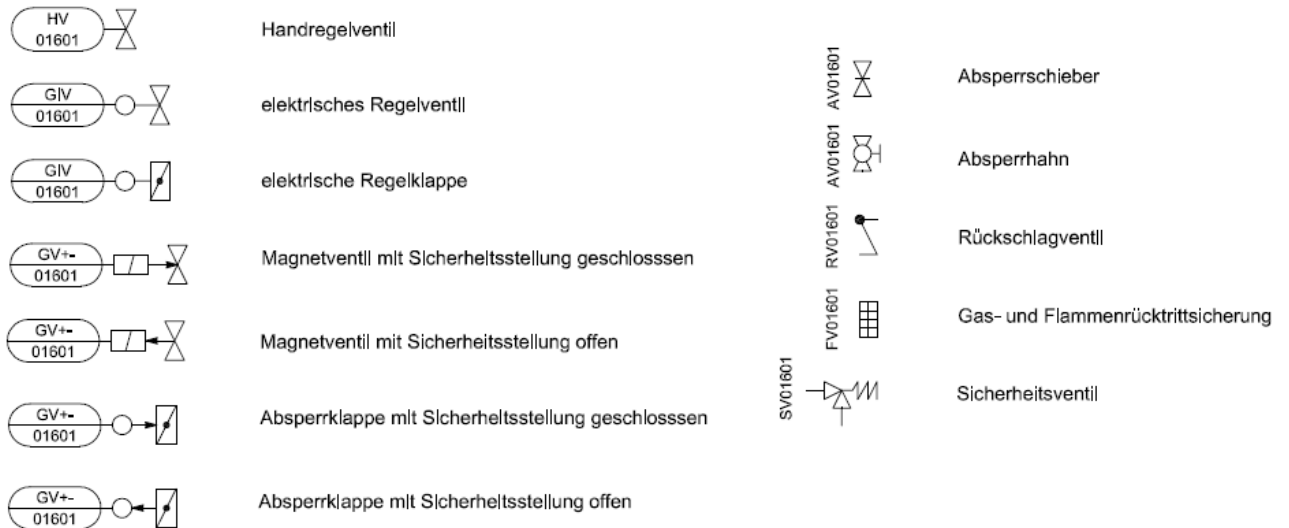 HV
01601
Handregelventil
GIV
01601
elektrisches Regelventil
GIV
01601
elektrische Regelklappe
GV+-
01601
Magnetventil mit Sicherheitsstellung geschlosssen
GV+-
01601
Magnetventil mit Sicherheitsstellung offen
GV+-
01601
Absperrklappe mit Sicherheitsstellung geschlosssen
GV+-
01601
Absperrklappe mit Sicherheitsstellung offen
AV01601
Absperrschieber
AV01601
Absperrhahn
RV01601
Rückschlagventil
FV01601
Gas- und Flammenrücktrittsicherung
SV01601
Sicherheitsventil